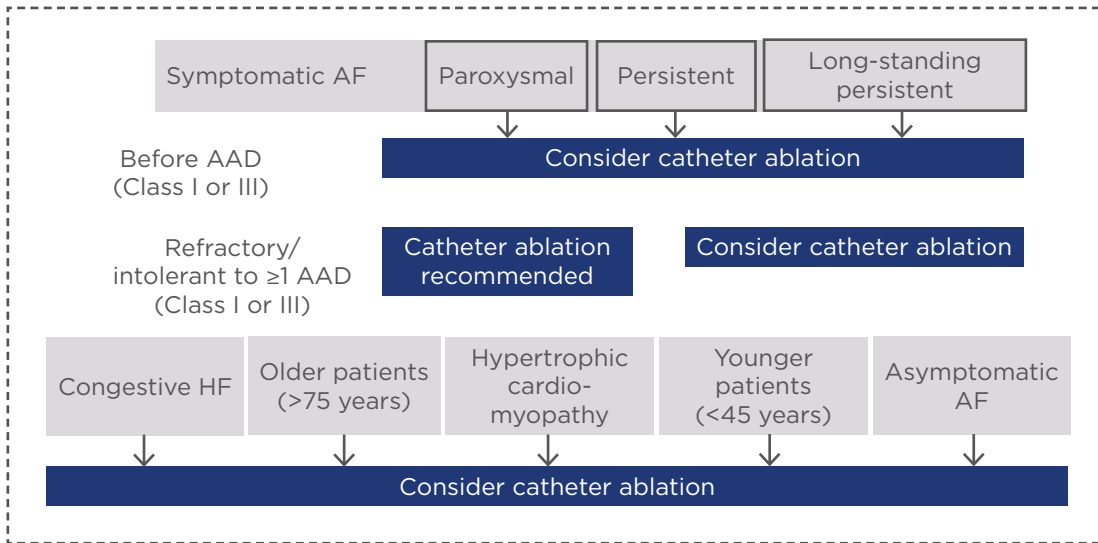 Symptomatic AF
Paroxysmal
Persistent
Long-standing
persistent
Before AAD
(Class I or III)
Consider catheter ablation
Refractory/
intolerant to ≥1 AAD
(Class I or III)
Catheter ablation
recommended
Consider catheter ablation
Congestive HF
Older patients
(>75 years)
Hypertrophic
cardio-
myopathy
Younger
patients
(<45 years)
Asymptomatic
AF
Consider catheter ablation